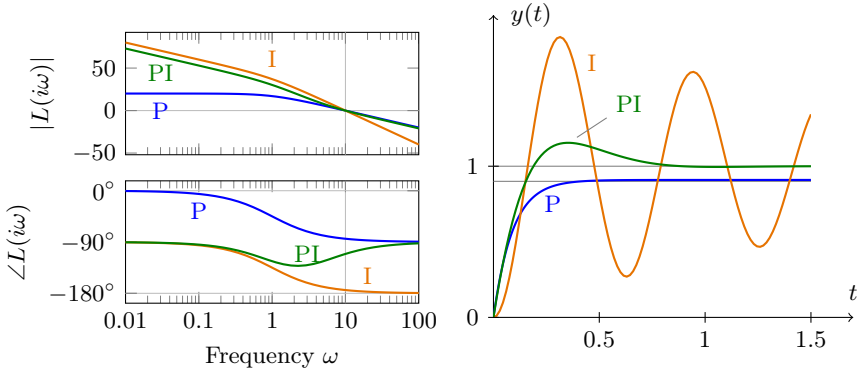 |L(iω)|
50
0
−50
I
PI
P
∠L(iω)
0°
−90°
−180°
P
PI
I
0.01
0.1
1
10
100
Frequency ω
y(t)
I
PI
P
1
0
0.5
1
1.5
t